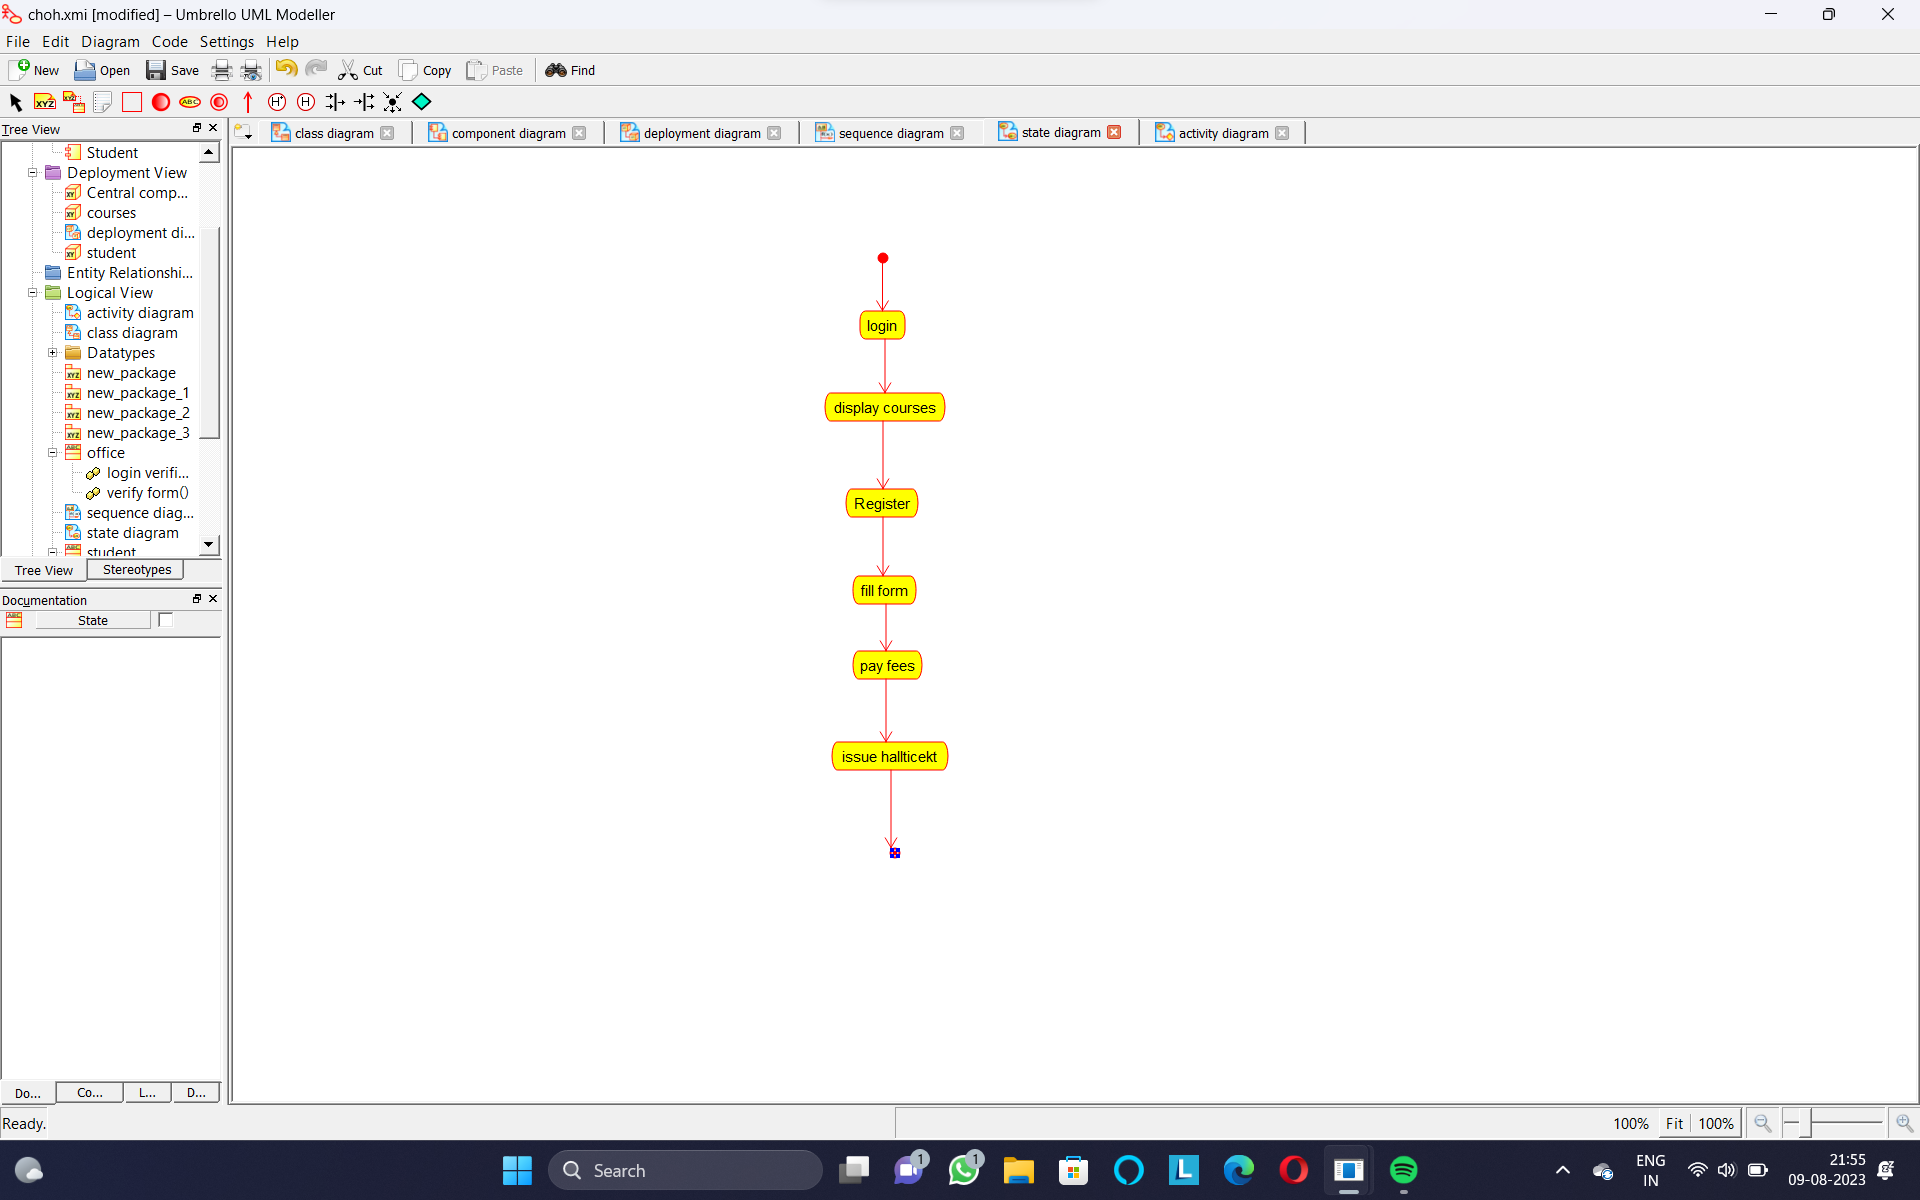 choh.xmi [modified] – Umbrello UML Modeller
File Edit Diagram Code Settings Help
New Open Save Cut Copy Paste Find
XYZ ABC H* H
Tree View
class diagram component diagram deployment diagram sequence diagram state diagram activity diagram
Student
Deployment View
Central comp...
courses
deployment di...
student
Entity Relationshi...
Logical View
activity diagram
class diagram
Datatypes
new_package
new_package_1
new_package_2
new_package_3
office
login verifi...
verify form()
sequence diag...
state diagram
student
Tree View Stereotypes
Documentation
State
login
display courses
Register
fill form
pay fees
issue hallticekt
Do... Co... L... D...
Ready.
100% Fit 100%
Search
1
1
L
ENG
IN
21:55
09-08-2023